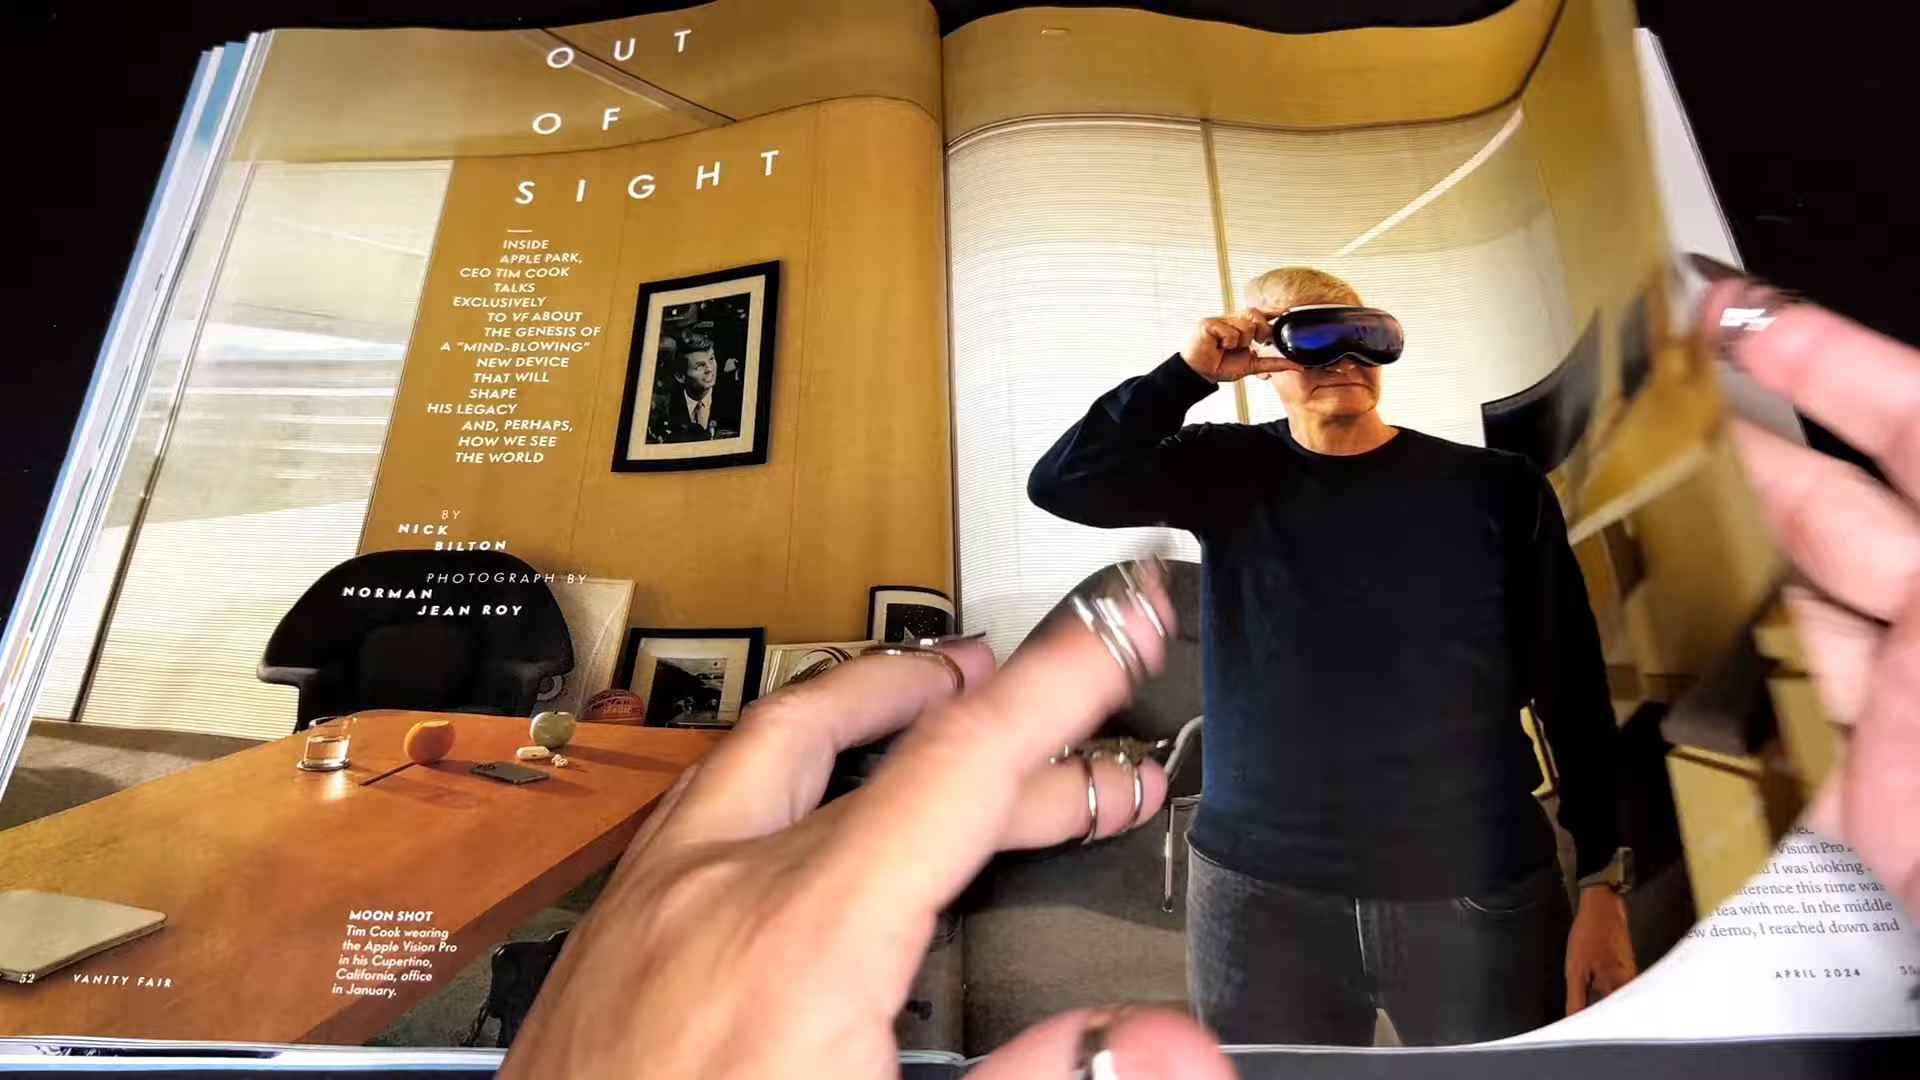 OUT
OF
SIGHT
INSIDE
APPLE PARK,
CEO TIM COOK
TALKS
EXCLUSIVELY
TO VF ABOUT
THE GENESIS OF
A "MIND-BLOWING"
NEW DEVICE
THAT WILL
SHAPE
HIS LEGACY
AND, PERHAPS,
HOW WE SEE
THE WORLD
BY
NICK
BILTON
PHOTOGRAPH BY
NORMAN
JEAN ROY
MOON SHOT
Tim Cook wearing
the Apple Vision Pro
in his Cupertino,
California, office
in January.
52 VANITY FAIR
Vision Pro
I was looking
this time was
tea with me. In the middle
demo, I reached down and
APRIL 2024